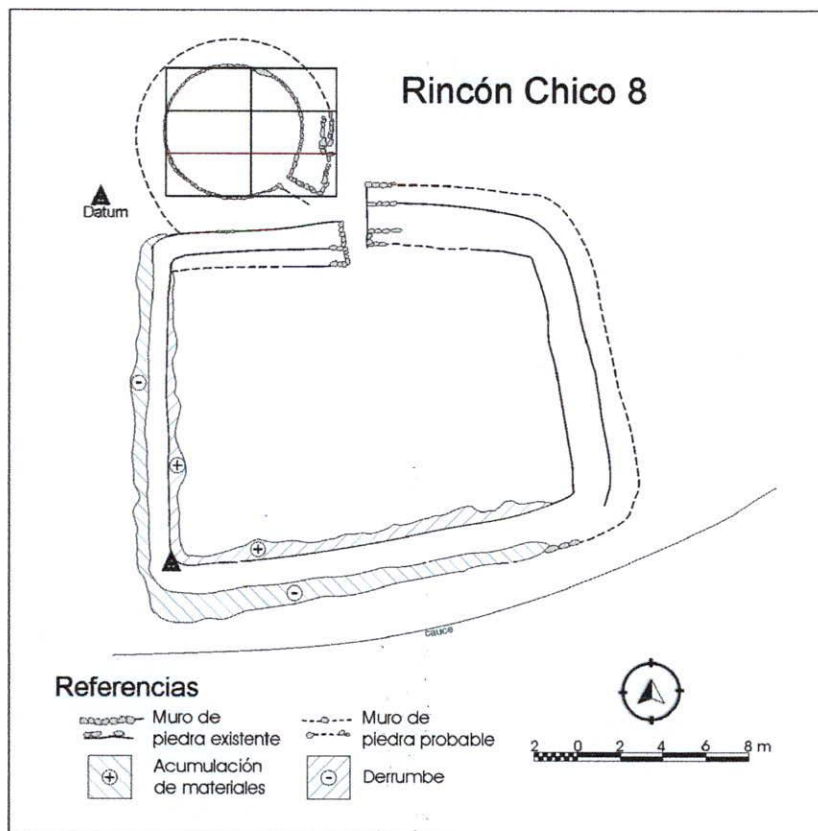 Rincón Chico 8
Datum
cauce
Referencias
Muro de
piedra existente
Muro de
piedra probable
+
Acumulación
de materiales
-
Derrumbe
2 0 2 4 6 8 m